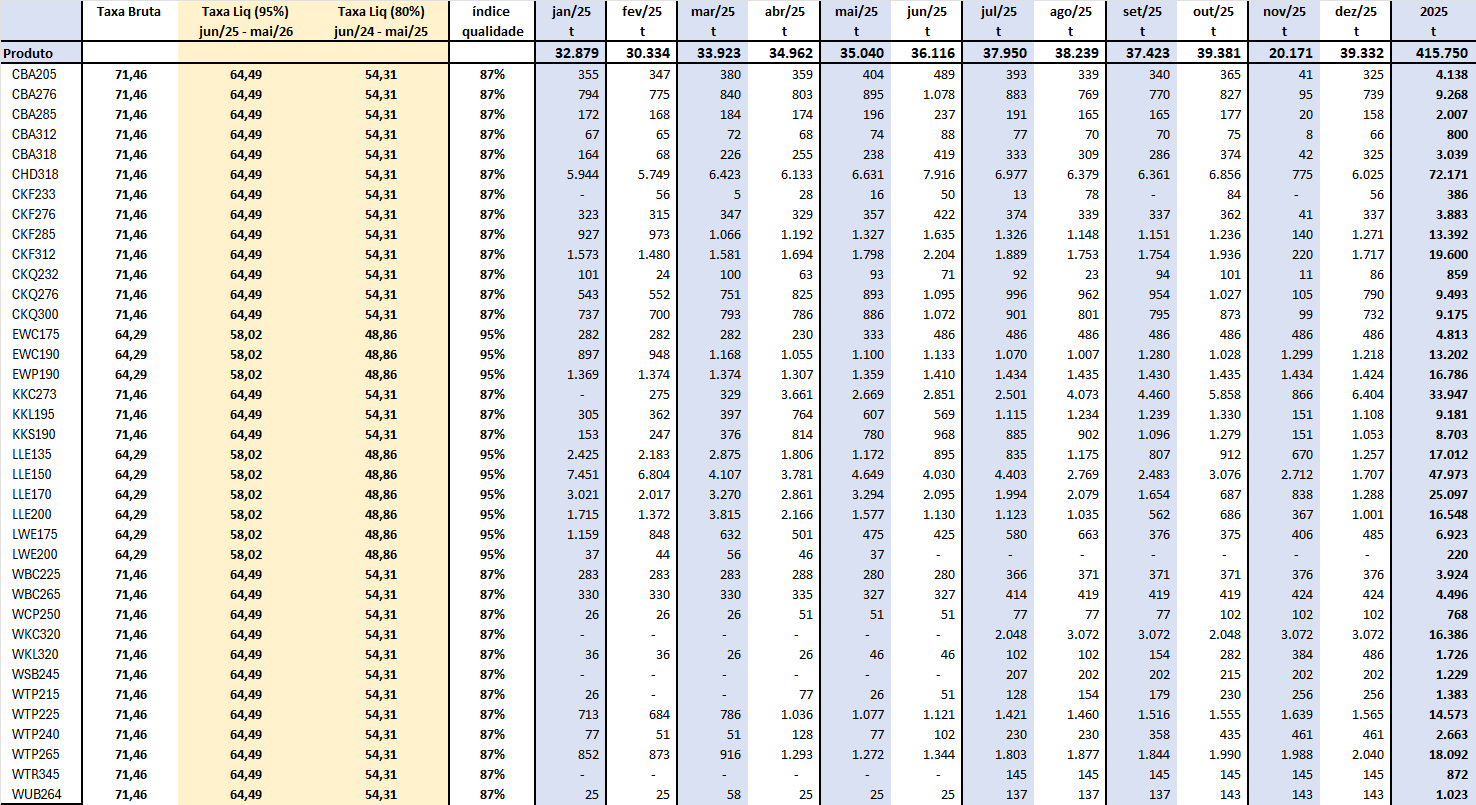 Taxa Bruta Taxa Liq (95%) Taxa Liq (80%) índice jan/25 fev/25 mar/25 abr/25 mai/25 jun/25 jul/25 ago/25 set/25 out/25 nov/25 dez/25 2025
jun/25 - mai/26 jun/24 - mai/25 qualidade t t t t t t t t t t t t t
Produto 32.879 30.334 33.923 34.962 35.040 36.116 37.950 38.239 37.423 39.381 20.171 39.332 415.750
CBA205 71,46 64,49 54,31 87% 355 347 380 359 404 489 393 339 340 365 41 325 4.138
CBA276 71,46 64,49 54,31 87% 794 775 840 803 895 1.078 883 769 770 827 95 739 9.268
CBA285 71,46 64,49 54,31 87% 172 168 184 174 196 237 191 165 165 177 20 158 2.007
CBA312 71,46 64,49 54,31 87% 67 65 72 68 74 88 77 70 70 75 8 66 800
CBA318 71,46 64,49 54,31 87% 164 68 226 255 238 419 333 309 286 374 42 325 3.039
CHD318 71,46 64,49 54,31 87% 5.944 5.749 6.423 6.133 6.631 7.916 6.977 6.379 6.361 6.856 775 6.025 72.171
CKF233 71,46 64,49 54,31 87% - 56 5 28 16 50 13 78 - 84 - 56 386
CKF276 71,46 64,49 54,31 87% 323 315 347 329 357 422 374 339 337 362 41 337 3.883
CKF285 71,46 64,49 54,31 87% 927 973 1.066 1.192 1.327 1.635 1.326 1.148 1.151 1.236 140 1.271 13.392
CKF312 71,46 64,49 54,31 87% 1.573 1.480 1.581 1.694 1.798 2.204 1.889 1.753 1.754 1.936 220 1.717 19.600
CKQ232 71,46 64,49 54,31 87% 101 24 100 63 93 71 92 23 94 101 11 86 859
CKQ276 71,46 64,49 54,31 87% 543 552 751 825 893 1.095 996 962 954 1.027 105 790 9.493
CKQ300 71,46 64,49 54,31 87% 737 700 793 786 886 1.072 901 801 795 873 99 732 9.175
EWC175 64,29 58,02 48,86 95% 282 282 282 230 333 486 486 486 486 486 486 486 4.813
EWC190 64,29 58,02 48,86 95% 897 948 1.168 1.055 1.100 1.133 1.070 1.007 1.280 1.028 1.299 1.218 13.202
EWP190 64,29 58,02 48,86 95% 1.369 1.374 1.374 1.307 1.359 1.410 1.434 1.435 1.430 1.435 1.434 1.424 16.786
KKC273 71,46 64,49 54,31 87% - 275 329 3.661 2.669 2.851 2.501 4.073 4.460 5.858 866 6.404 33.947
KKL195 71,46 64,49 54,31 87% 305 362 397 764 607 569 1.115 1.234 1.239 1.330 151 1.108 9.181
KKS190 71,46 64,49 54,31 87% 153 247 376 814 780 968 885 902 1.096 1.279 151 1.053 8.703
LLE135 64,29 58,02 48,86 95% 2.425 2.183 2.875 1.806 1.172 895 835 1.175 807 912 670 1.257 17.012
LLE150 64,29 58,02 48,86 95% 7.451 6.804 4.107 3.781 4.649 4.030 4.403 2.769 2.483 3.076 2.712 1.707 47.973
LLE170 64,29 58,02 48,86 95% 3.021 2.017 3.270 2.861 3.294 2.095 1.994 2.079 1.654 687 838 1.288 25.097
LLE200 64,29 58,02 48,86 95% 1.715 1.372 3.815 2.166 1.577 1.130 1.123 1.035 562 686 367 1.001 16.548
LWE175 64,29 58,02 48,86 95% 1.159 848 632 501 475 425 580 663 376 375 406 485 6.923
LWE200 64,29 58,02 48,86 95% 37 44 56 46 37 - - - - - - - 220
WBC225 71,46 64,49 54,31 87% 283 283 283 288 280 280 366 371 371 371 376 376 3.924
WBC265 71,46 64,49 54,31 87% 330 330 330 335 327 327 414 419 419 419 424 424 4.496
WCP250 71,46 64,49 54,31 87% 26 26 26 51 51 51 77 77 77 102 102 102 768
WKC320 71,46 64,49 54,31 87% - - - - - - 2.048 3.072 3.072 2.048 3.072 3.072 16.386
WKL320 71,46 64,49 54,31 87% 36 36 26 26 46 46 102 102 154 282 384 486 1.726
WSB245 71,46 64,49 54,31 87% - - - - - - 207 202 202 215 202 202 1.229
WTP215 71,46 64,49 54,31 87% 26 - - 77 26 51 128 154 179 230 256 256 1.383
WTP225 71,46 64,49 54,31 87% 713 684 786 1.036 1.077 1.121 1.421 1.460 1.516 1.555 1.639 1.565 14.573
WTP240 71,46 64,49 54,31 87% 77 51 51 128 77 102 230 230 358 435 461 461 2.663
WTP265 71,46 64,49 54,31 87% 852 873 916 1.293 1.272 1.344 1.803 1.877 1.844 1.990 1.988 2.040 18.092
WTR345 71,46 64,49 54,31 87% - - - - - - 145 145 145 145 145 145 872
WUB264 71,46 64,49 54,31 87% 25 25 58 25 25 25 137 137 137 143 143 143 1.023